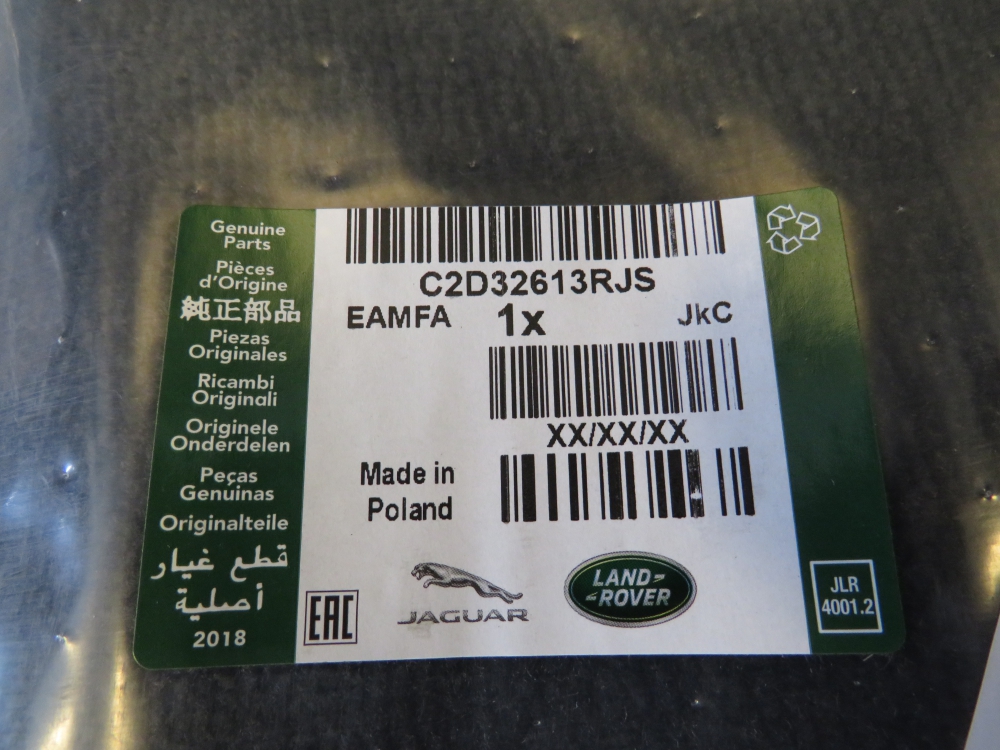 Genuine
Parts
Pièces
d'Origine
純正部品
Piezas
Originales
Ricambi
Originali
Originele
Onderdelen
Peças
Genuinas
Originalteile
قطع غيار
أصلية
2018
C2D32613RJS
EAMFA 1x JkC
XX/XX/XX
Made in
Poland
EAC
JAGUAR
LAND-
-ROVER
JLR
4001.2